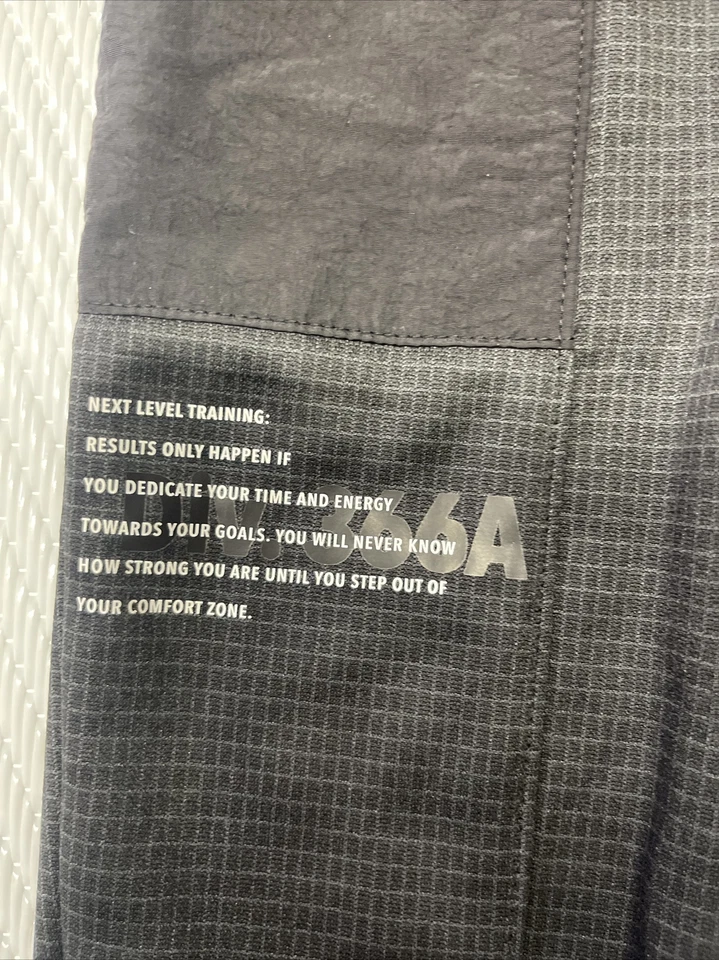 NEXT LEVEL TRAINING:
RESULTS ONLY HAPPEN IF
YOU DEDICATE YOUR TIME AND ENERGY
DIV. 366A
TOWARDS YOUR GOALS. YOU WILL NEVER KNOW
HOW STRONG YOU ARE UNTIL YOU STEP OUT OF
YOUR COMFORT ZONE.